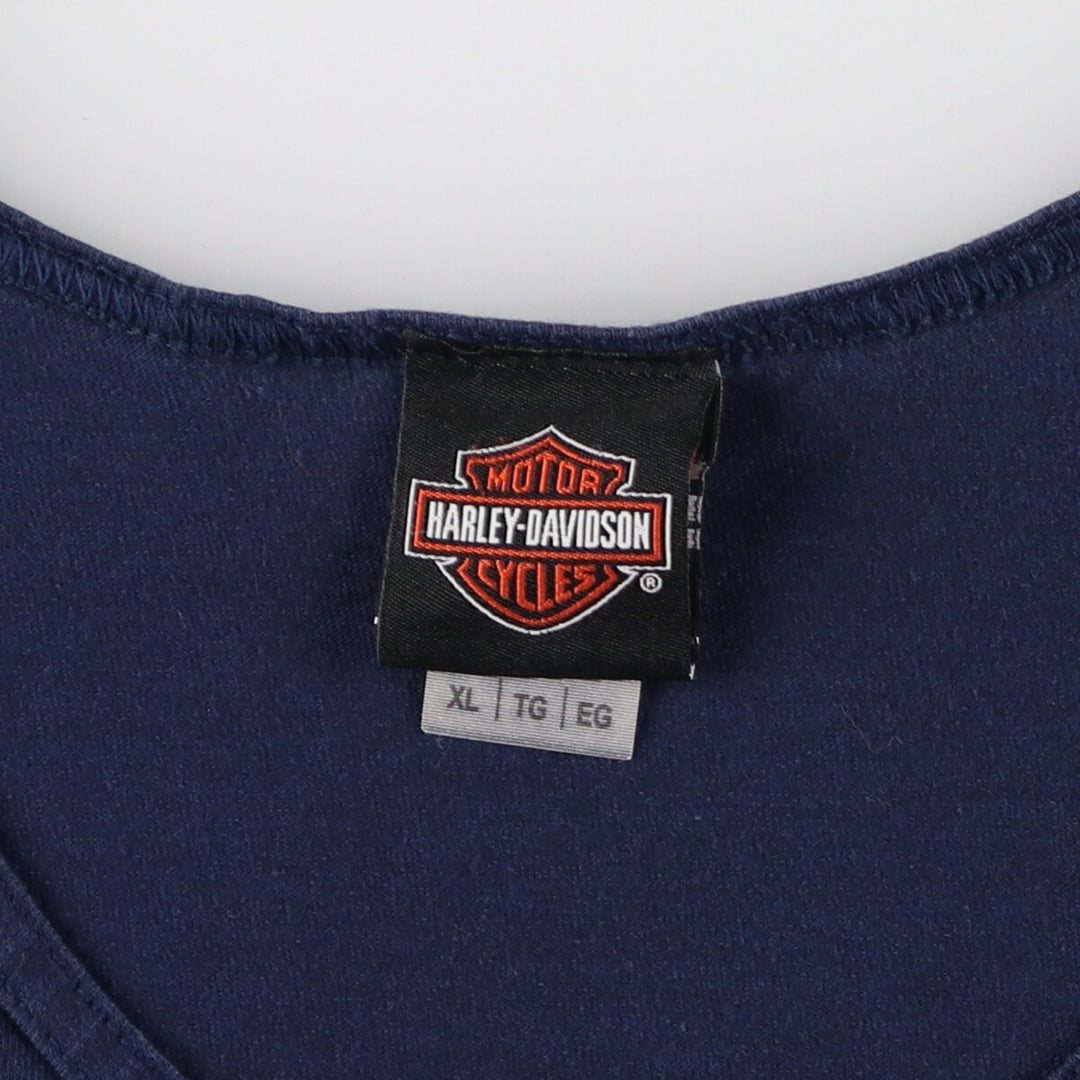 MOTOR
HARLEY-DAVIDSON
CYCLES
®
XL | TG | EG